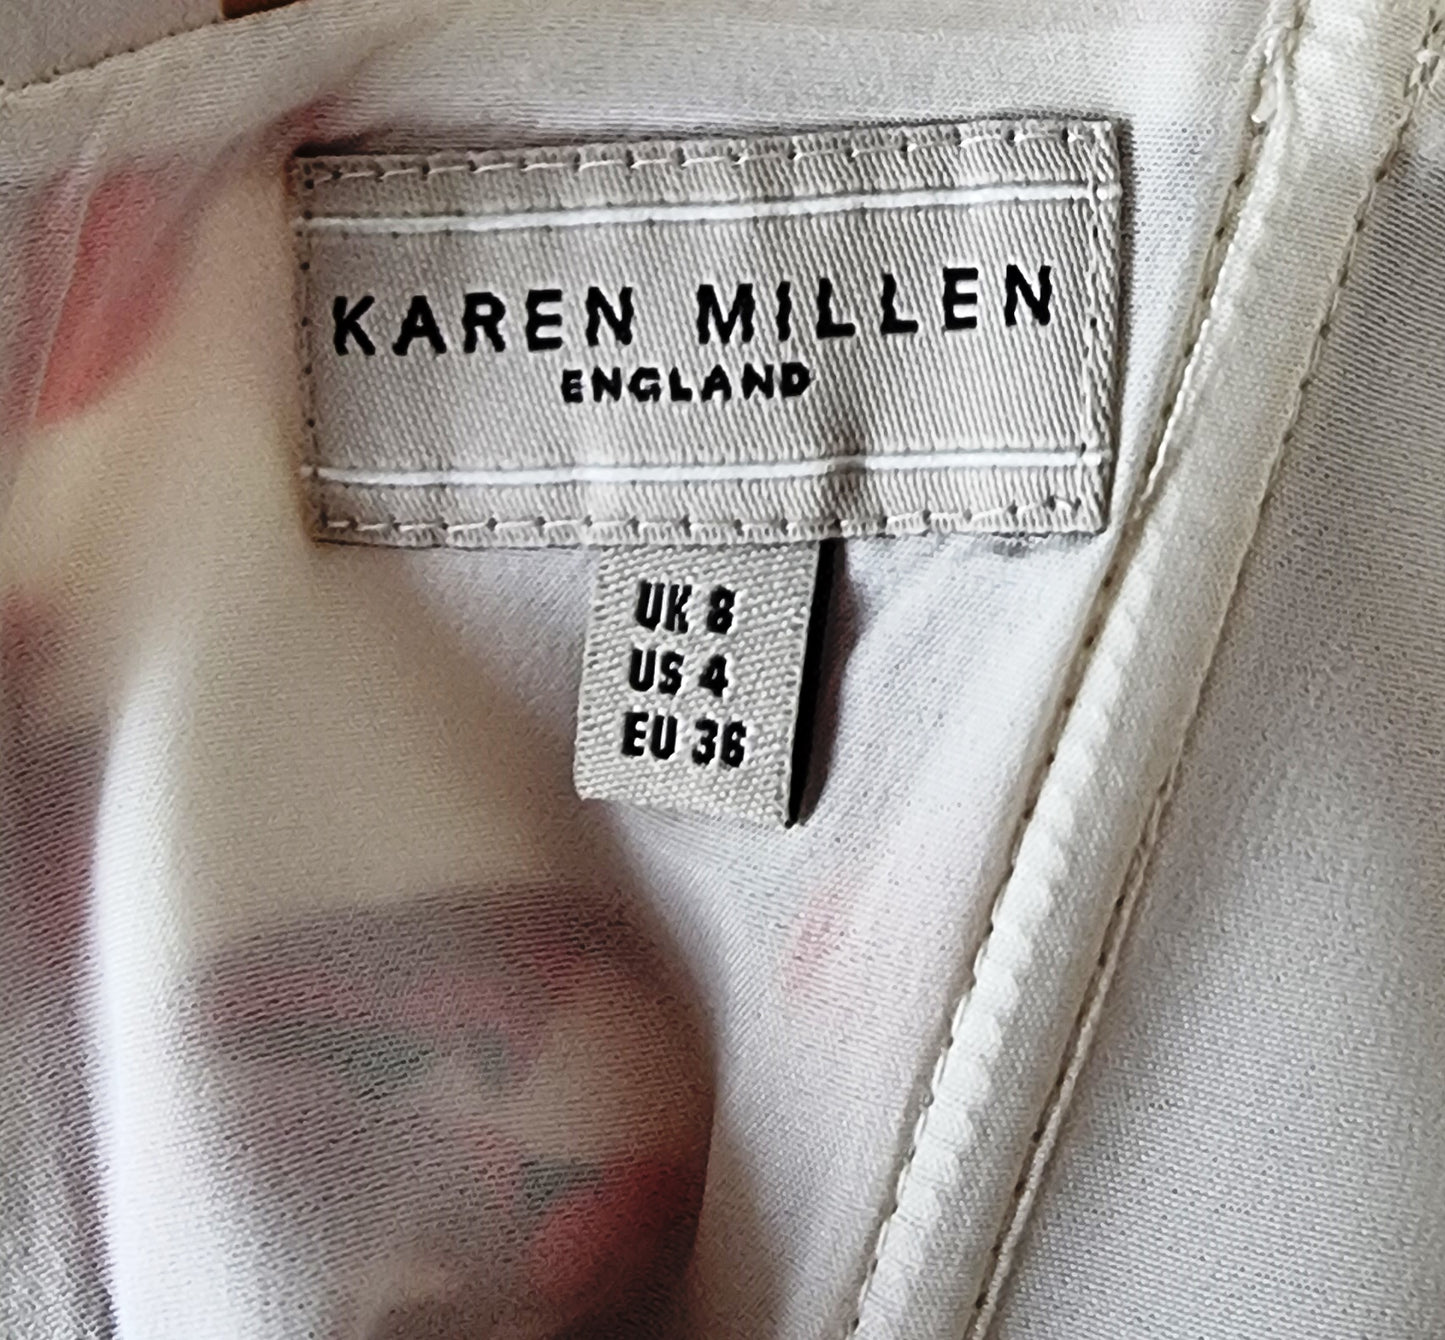 KAREN MILLEN
ENGLAND
UK 8
US 4
EU 36